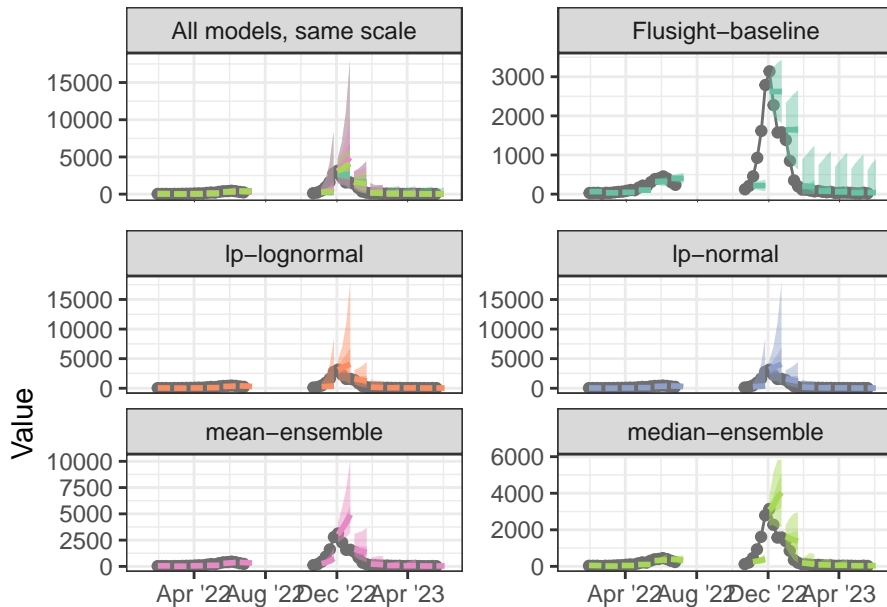 All models, same scale
Flusight−baseline
15000
10000
5000
0
3000
2000
1000
0
lp−lognormal
lp−normal
15000
10000
5000
0
15000
10000
5000
0
Value
mean−ensemble
median−ensemble
10000
7500
5000
2500
0
6000
4000
2000
0
Apr '22 Aug '22 Dec '22 Apr '23
Apr '22 Aug '22 Dec '22 Apr '23